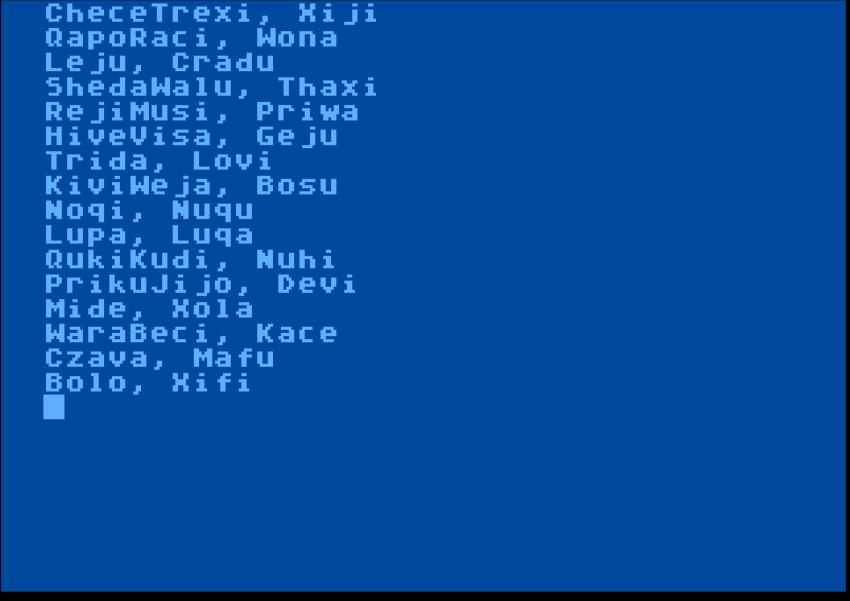 CheceTrexi, Xiji
QapoRaci, Wona
Leju, Cradu
ShedaWalu, Thaxi
RejiMusi, Priwa
HiveVisa, Geju
Trida, Lovi
KiviWeja, Bosu
Noqi, Nuqu
Lupa, Luqa
QukiKudi, Nuhi
PrikuJijo, Devi
Mide, Xola
WaraBeci, Kace
Czava, Mafu
Bolo, Xifi